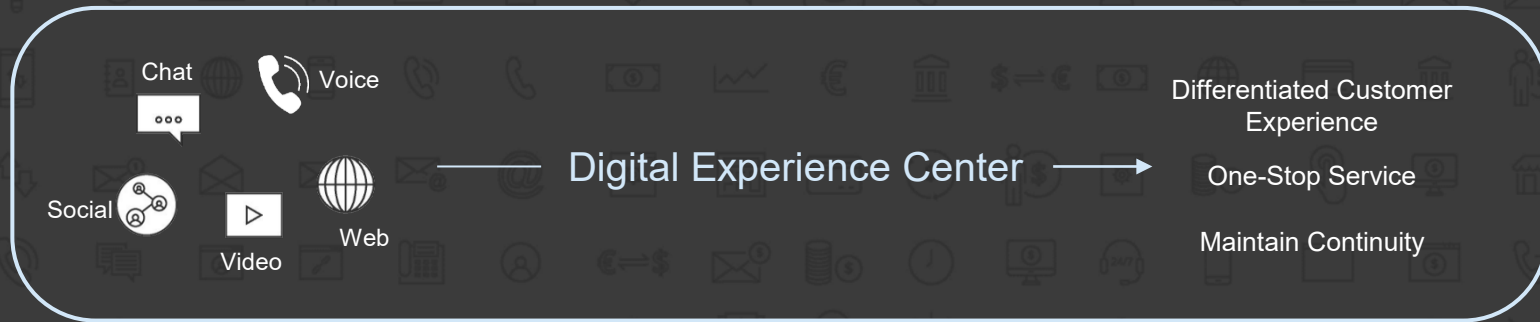 Chat
Voice
Social
Video
Web
Digital Experience Center
Differentiated Customer
Experience
One-Stop Service
Maintain Continuity